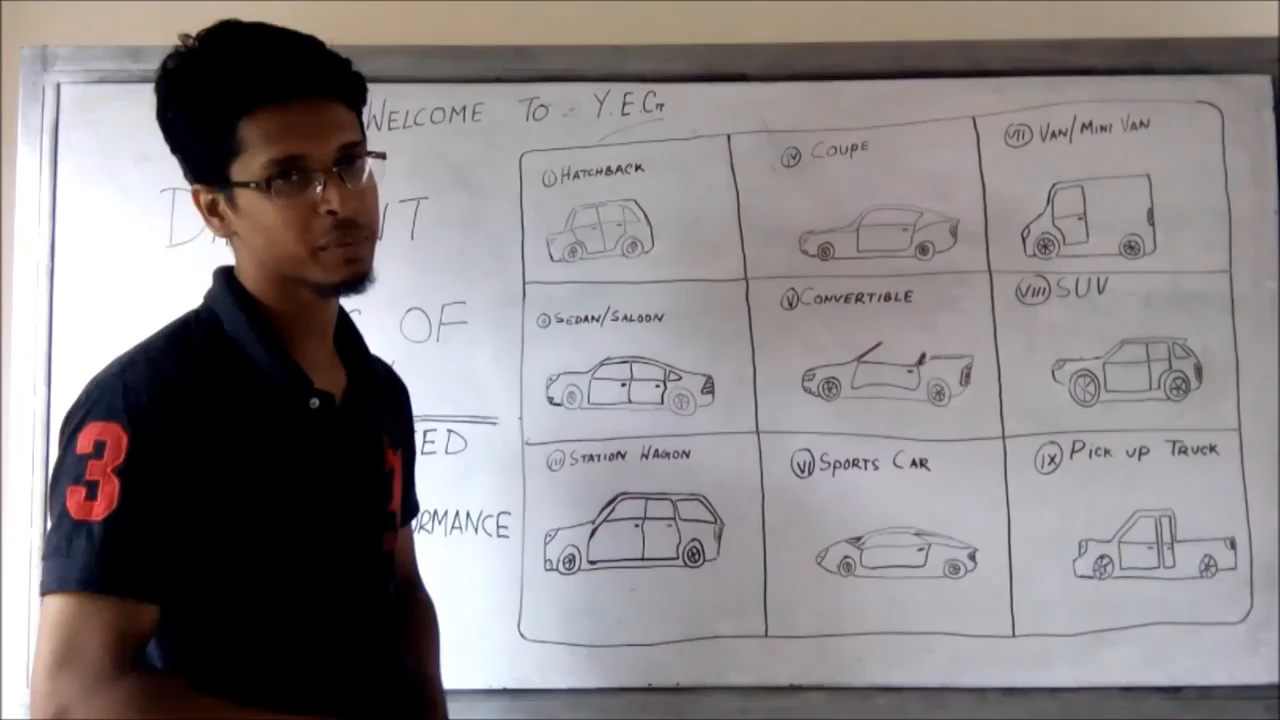 WELCOME TO :- Y.E.G
OF
ORMANCE
I HATCHBACK
II SEDAN/SALOON
III STATION WAGON
IV COUPE
V CONVERTIBLE
VI SPORTS CAR
VII VAN/MINI VAN
VIII SUV
IX PICK UP TRUCK
3